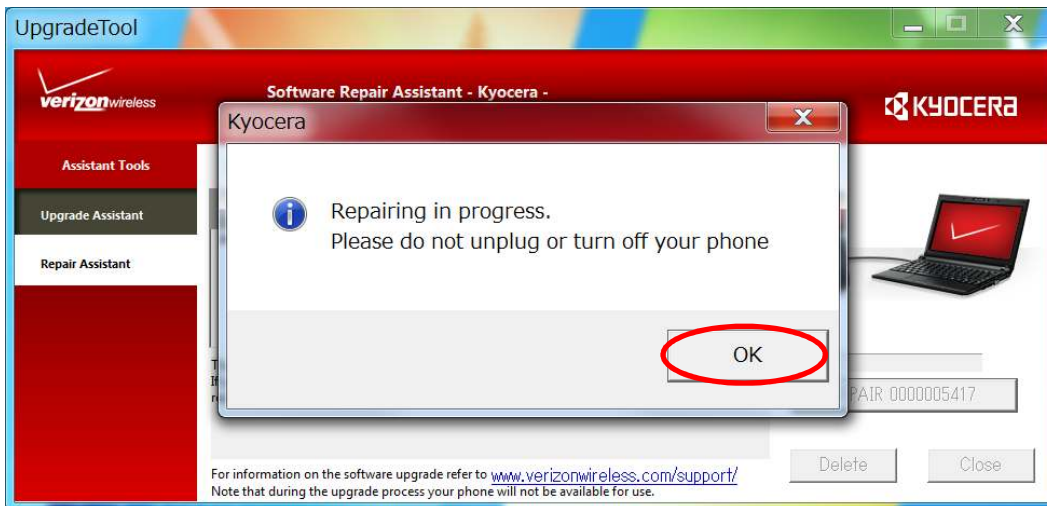 UpgradeTool
verizonwireless
Software Repair Assistant - Kyocera -
KYOCERA
Kyocera
Assistant Tools
Upgrade Assistant
Repair Assistant
Repairing in progress.
Please do not unplug or turn off your phone
OK
PAIR 0000005417
Delete
Close
For information on the software upgrade refer to www.verizonwireless.com/support/
Note that during the upgrade process your phone will not be available for use.